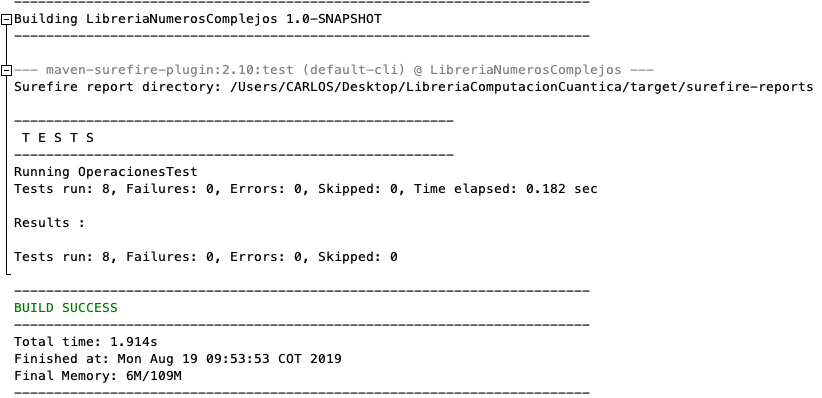 ------------------------------------------------------------------------
Building LibreriaNumerosComplejos 1.0-SNAPSHOT
------------------------------------------------------------------------
--- maven-surefire-plugin:2.10:test (default-cli) @ LibreriaNumerosComplejos ---
Surefire report directory: /Users/CARLOS/Desktop/LibreriaComputacionCuantica/target/surefire-reports
-------------------------------------------------------
T E S T S
-------------------------------------------------------
Running OperacionesTest
Tests run: 8, Failures: 0, Errors: 0, Skipped: 0, Time elapsed: 0.182 sec
Results :
Tests run: 8, Failures: 0, Errors: 0, Skipped: 0
------------------------------------------------------------------------
BUILD SUCCESS
------------------------------------------------------------------------
Total time: 1.914s
Finished at: Mon Aug 19 09:53:53 COT 2019
Final Memory: 6M/109M
------------------------------------------------------------------------